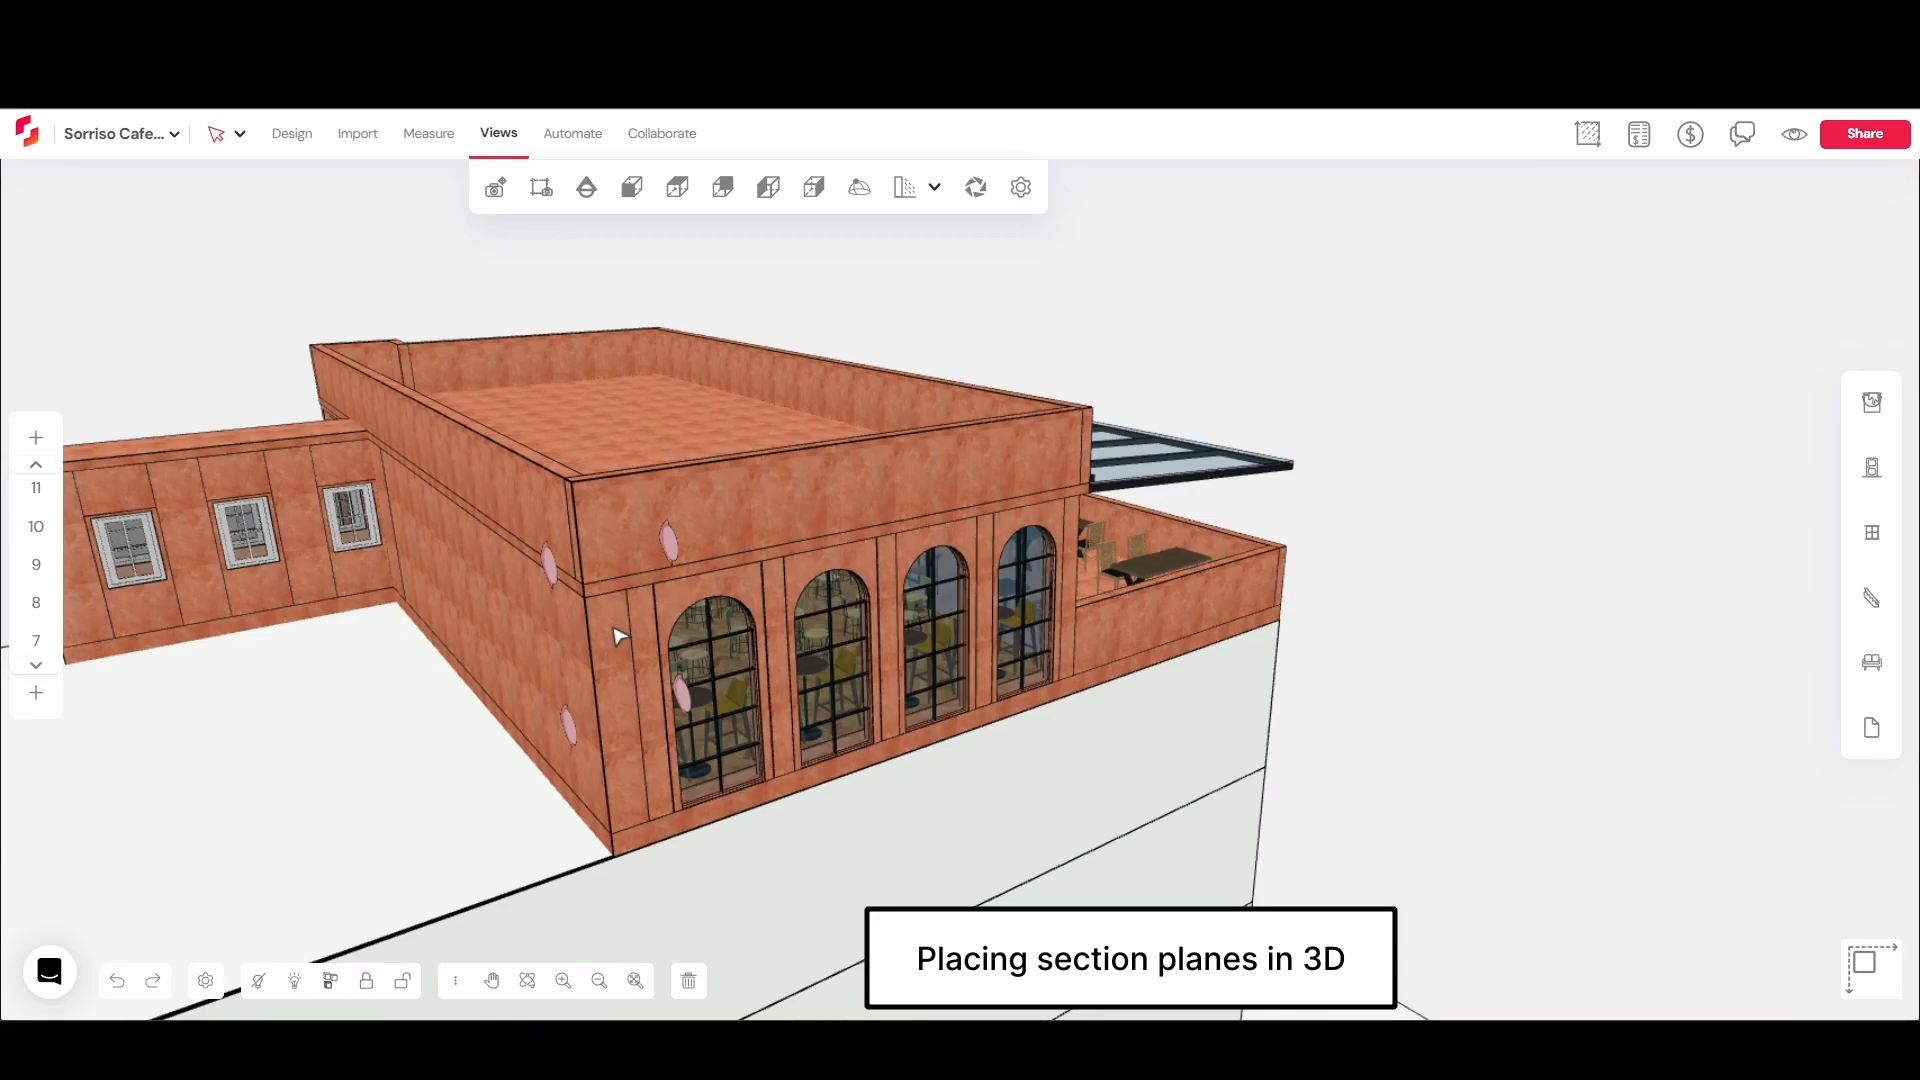 Sorriso Cafe...
Design
Import
Measure
Views
Automate
Collaborate
Share
11
10
9
8
7
Placing section planes in 3D